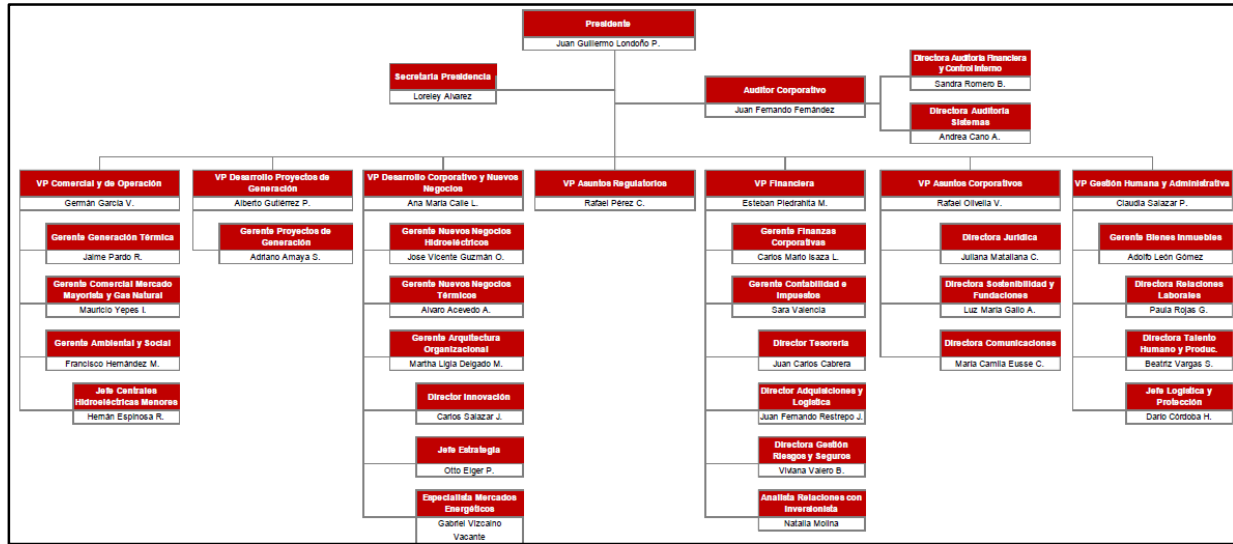 Presidente
Juan Guillermo Londoño P.
Secretaria Presidencia
Loreley Alvarez
Auditor Corporativo
Juan Fernando Fernández
Directora Auditoria Financiera
y Control Interno
Sandra Romero B.
Directora Auditoria
Sistemas
Andrea Cano A.
VP Comercial y de Operación
Germán García V.
Gerente Generación Térmica
Jaime Pardo R.
Gerente Comercial Mercado
Mayorista y Gas Natural
Mauricio Yepes I.
Gerente Ambiental y Social
Francisco Hernández M.
Jefe Centrales
Hidroeléctricas Menores
Hernán Espinosa R.
VP Desarrollo Proyectos de
Generación
Alberto Gutiérrez P.
Gerente Proyectos de
Generación
Adriano Amaya S.
VP Desarrollo Corporativo y Nuevos
Negocios
Ana María Calle L.
Gerente Nuevos Negocios
Hidroeléctricos
Jose Vicente Guzmán O.
Gerente Nuevos Negocios
Térmicos
Alvaro Acevedo A.
Gerente Arquitectura
Organizacional
Martha Ligia Delgado M.
Director Innovación
Carlos Salazar J.
Jefe Estrategia
Otto Elger P.
Especialista Mercados
Energéticos
Gabriel Vizcaíno
Vacante
VP Asuntos Regulatorios
Rafael Pérez C.
VP Financiera
Esteban Piedrahita M.
Gerente Finanzas
Corporativas
Carlos Mario Isaza L.
Gerente Contabilidad e
Impuestos
Sara Valencia
Director Tesorería
Juan Carlos Cabrera
Director Adquisiciones y
Logística
Juan Fernando Restrepo J.
Directora Gestión
Riesgos y Seguros
Viviana Valero B.
Analista Relaciones con
Inversionista
Natalia Molina
VP Asuntos Corporativos
Rafael Olivella V.
Directora Jurídica
Juliana Matallana C.
Directora Sostenibilidad y
Fundaciones
Luz María Gallo A.
Directora Comunicaciones
María Camila Eusse C.
VP Gestión Humana y Administrativa
Claudia Salazar P.
Gerente Bienes Inmuebles
Adolfo León Gómez
Directora Relaciones
Laborales
Paula Rojas G.
Directora Talento
Humano y Produc.
Beatriz Vargas S.
Jefe Logística y
Protección
Darío Córdoba H.